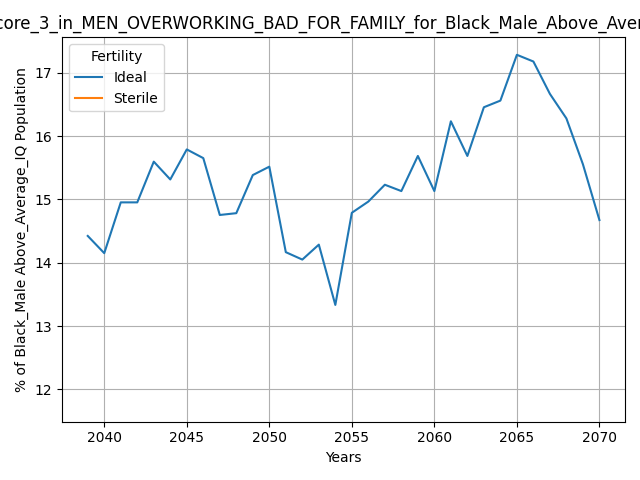 core_3_in_MEN_OVERWORKING_BAD_FOR_FAMILY_for_Black_Male_Above_Aver
Fertility
Ideal
Sterile
% of Black_Male Above_Average_IQ Population
17
16
15
14
13
12
2040 2045 2050 2055 2060 2065 2070
Years